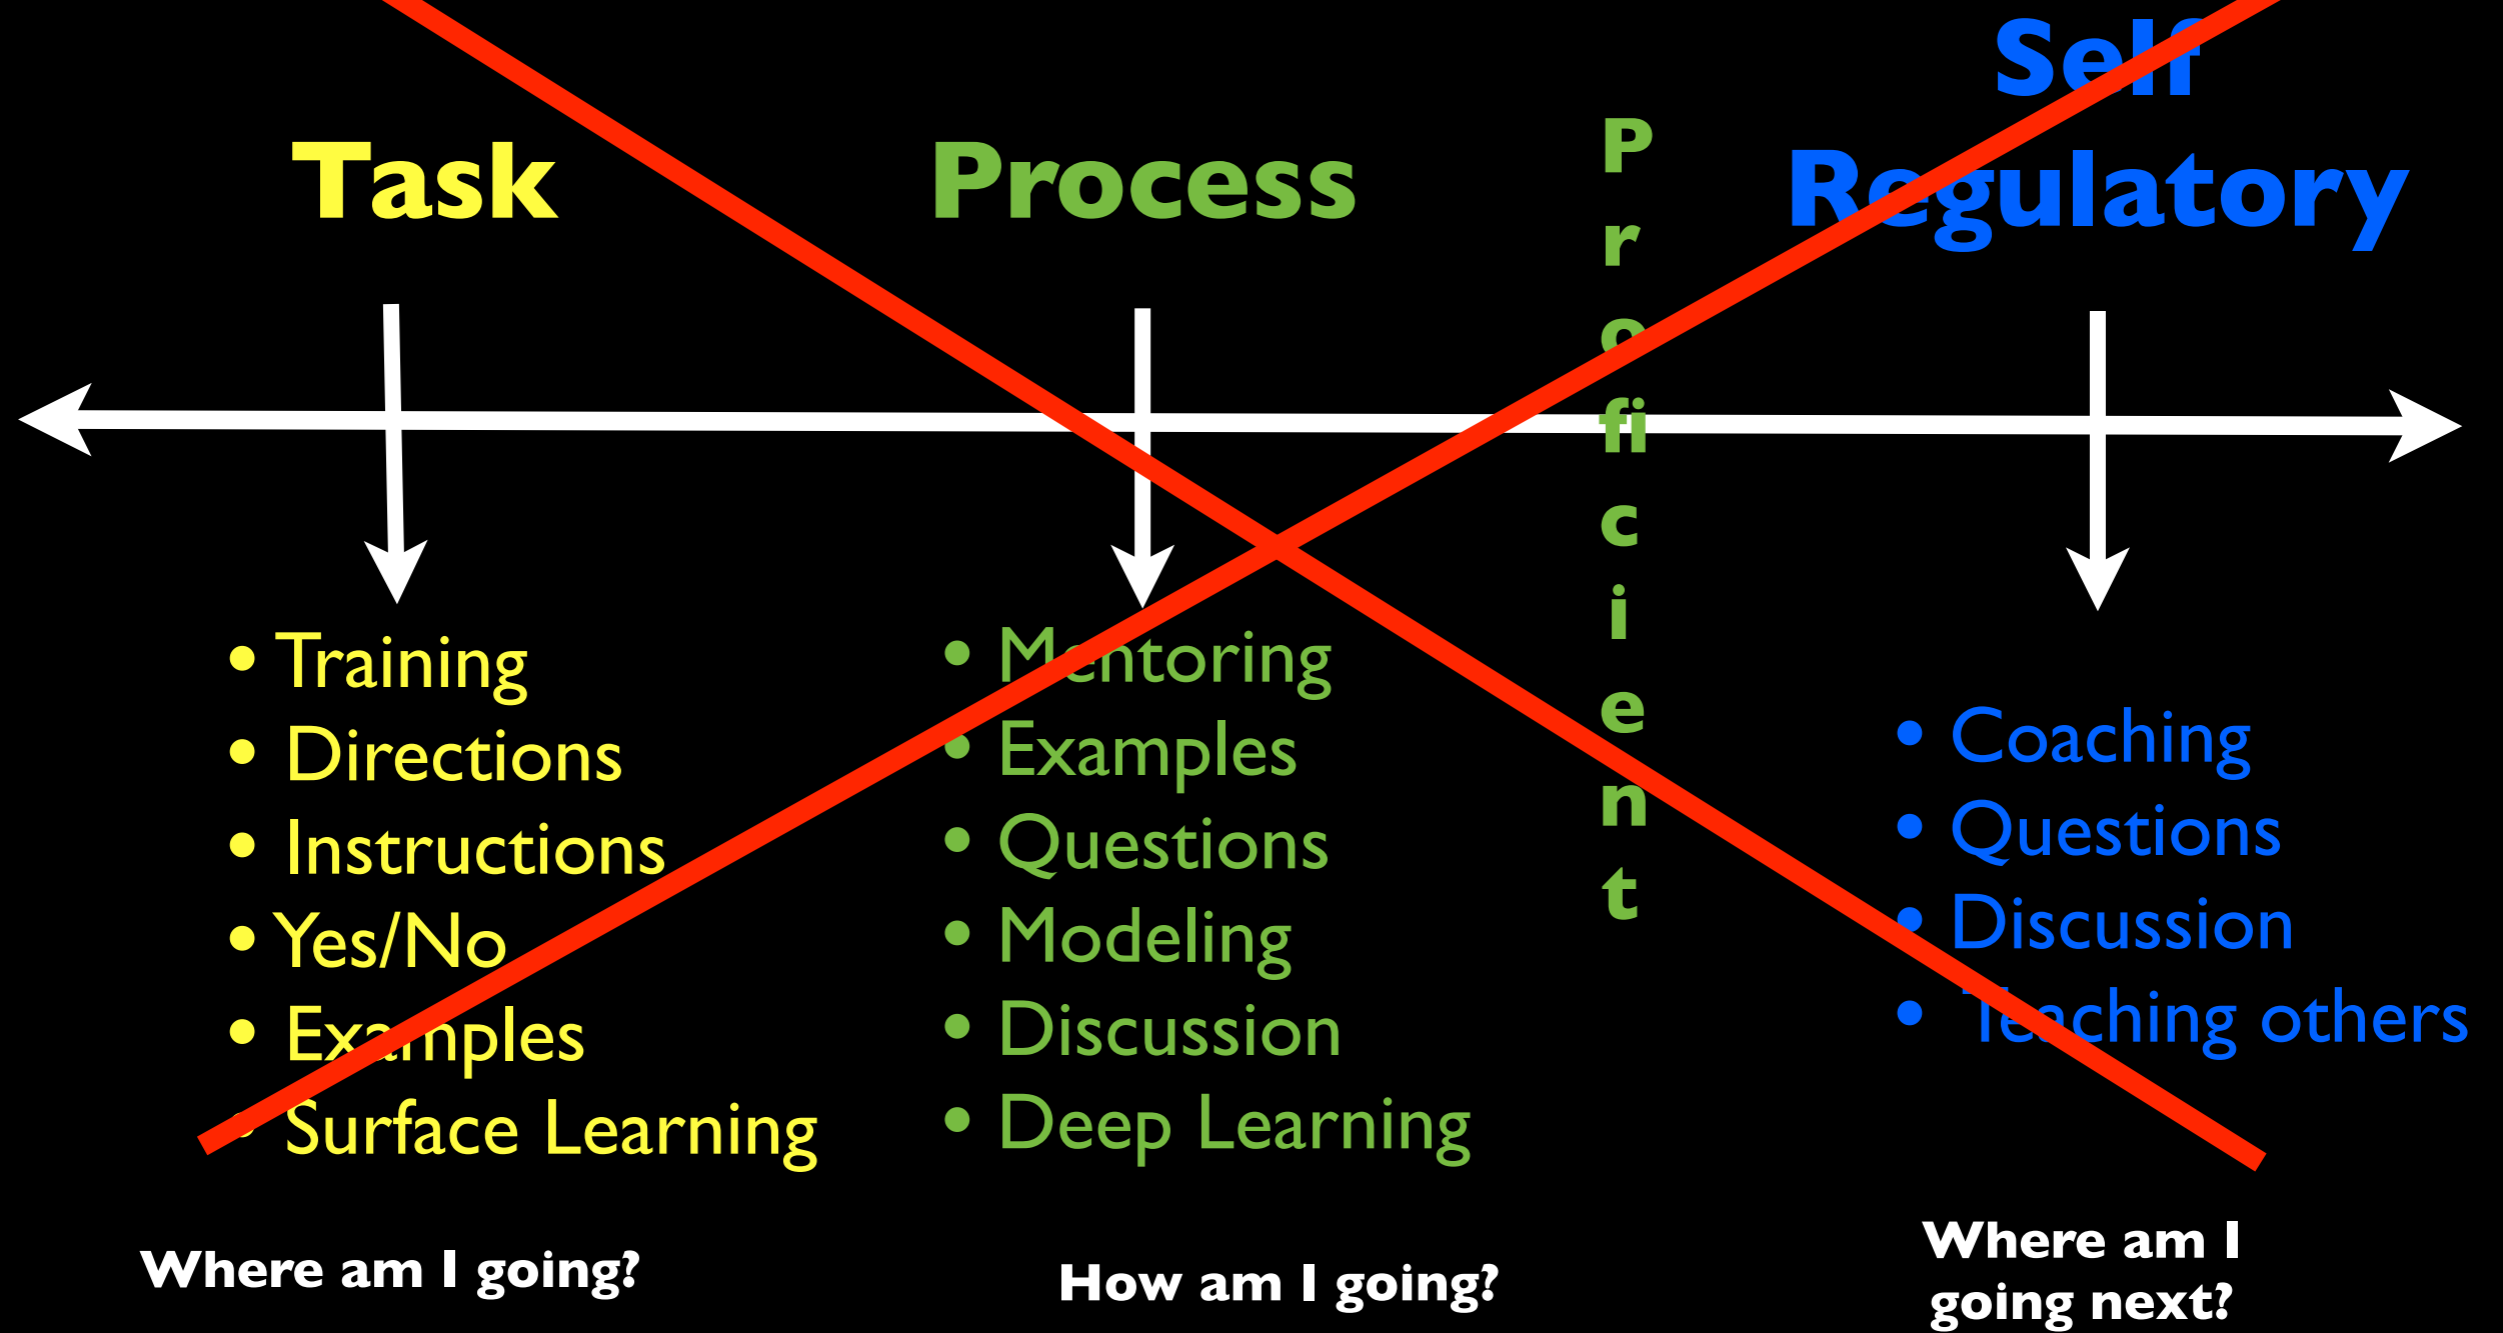 Self
Regulatory
Task
Process
Proficient
• Training
• Directions
• Instructions
• Yes/No
• Examples
• Surface Learning
• Mentoring
• Examples
• Questions
• Modeling
• Discussion
• Deep Learning
• Coaching
• Questions
• Discussion
• Teaching others
Where am I going?
How am I going?
Where am I
going next?